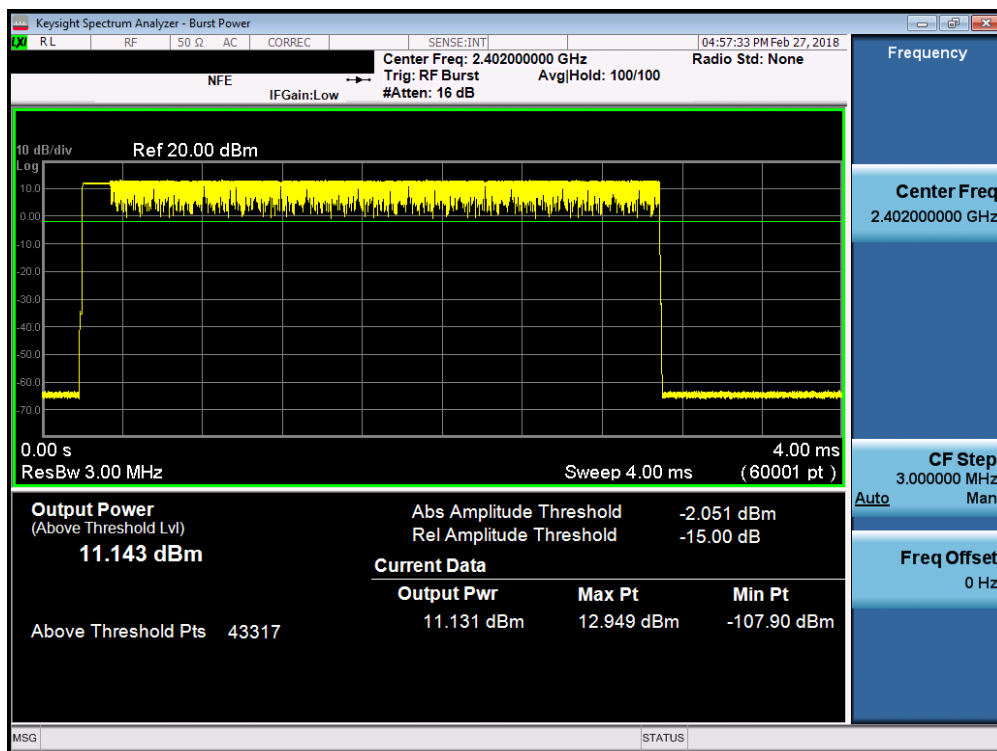 Keysight Spectrum Analyzer - Burst Power
LXI RL RF 50 Ω AC CORREC SENSE:INT 04:57:33 PM Feb 27, 2018
Center Freq: 2.402000000 GHz Radio Std: None
NFE Trig: RF Burst Avg|Hold: 100/100
IFGain:Low #Atten: 16 dB
10 dB/div Ref 20.00 dBm
Log
10.0
0.00
-10.0
-20.0
-30.0
-40.0
-50.0
-60.0
-70.0
0.00 s 4.00 ms
ResBw 3.00 MHz Sweep 4.00 ms (60001 pt)
Output Power
(Above Threshold Lvl)
11.143 dBm
Abs Amplitude Threshold -2.051 dBm
Rel Amplitude Threshold -15.00 dB
Current Data
Output Pwr Max Pt Min Pt
11.131 dBm 12.949 dBm -107.90 dBm
Above Threshold Pts 43317
Frequency
Center Freq
2.402000000 GHz
CF Step
3.000000 MHz
Auto Man
Freq Offset
0 Hz
MSG STATUS